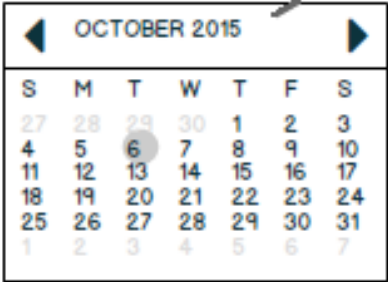 OCTOBER 2015
S M T W T F S
27 28 29 30 1 2 3
4 5 6 7 8 9 10
11 12 13 14 15 16 17
18 19 20 21 22 23 24
25 26 27 28 29 30 31
1 2 3 4 5 6 7